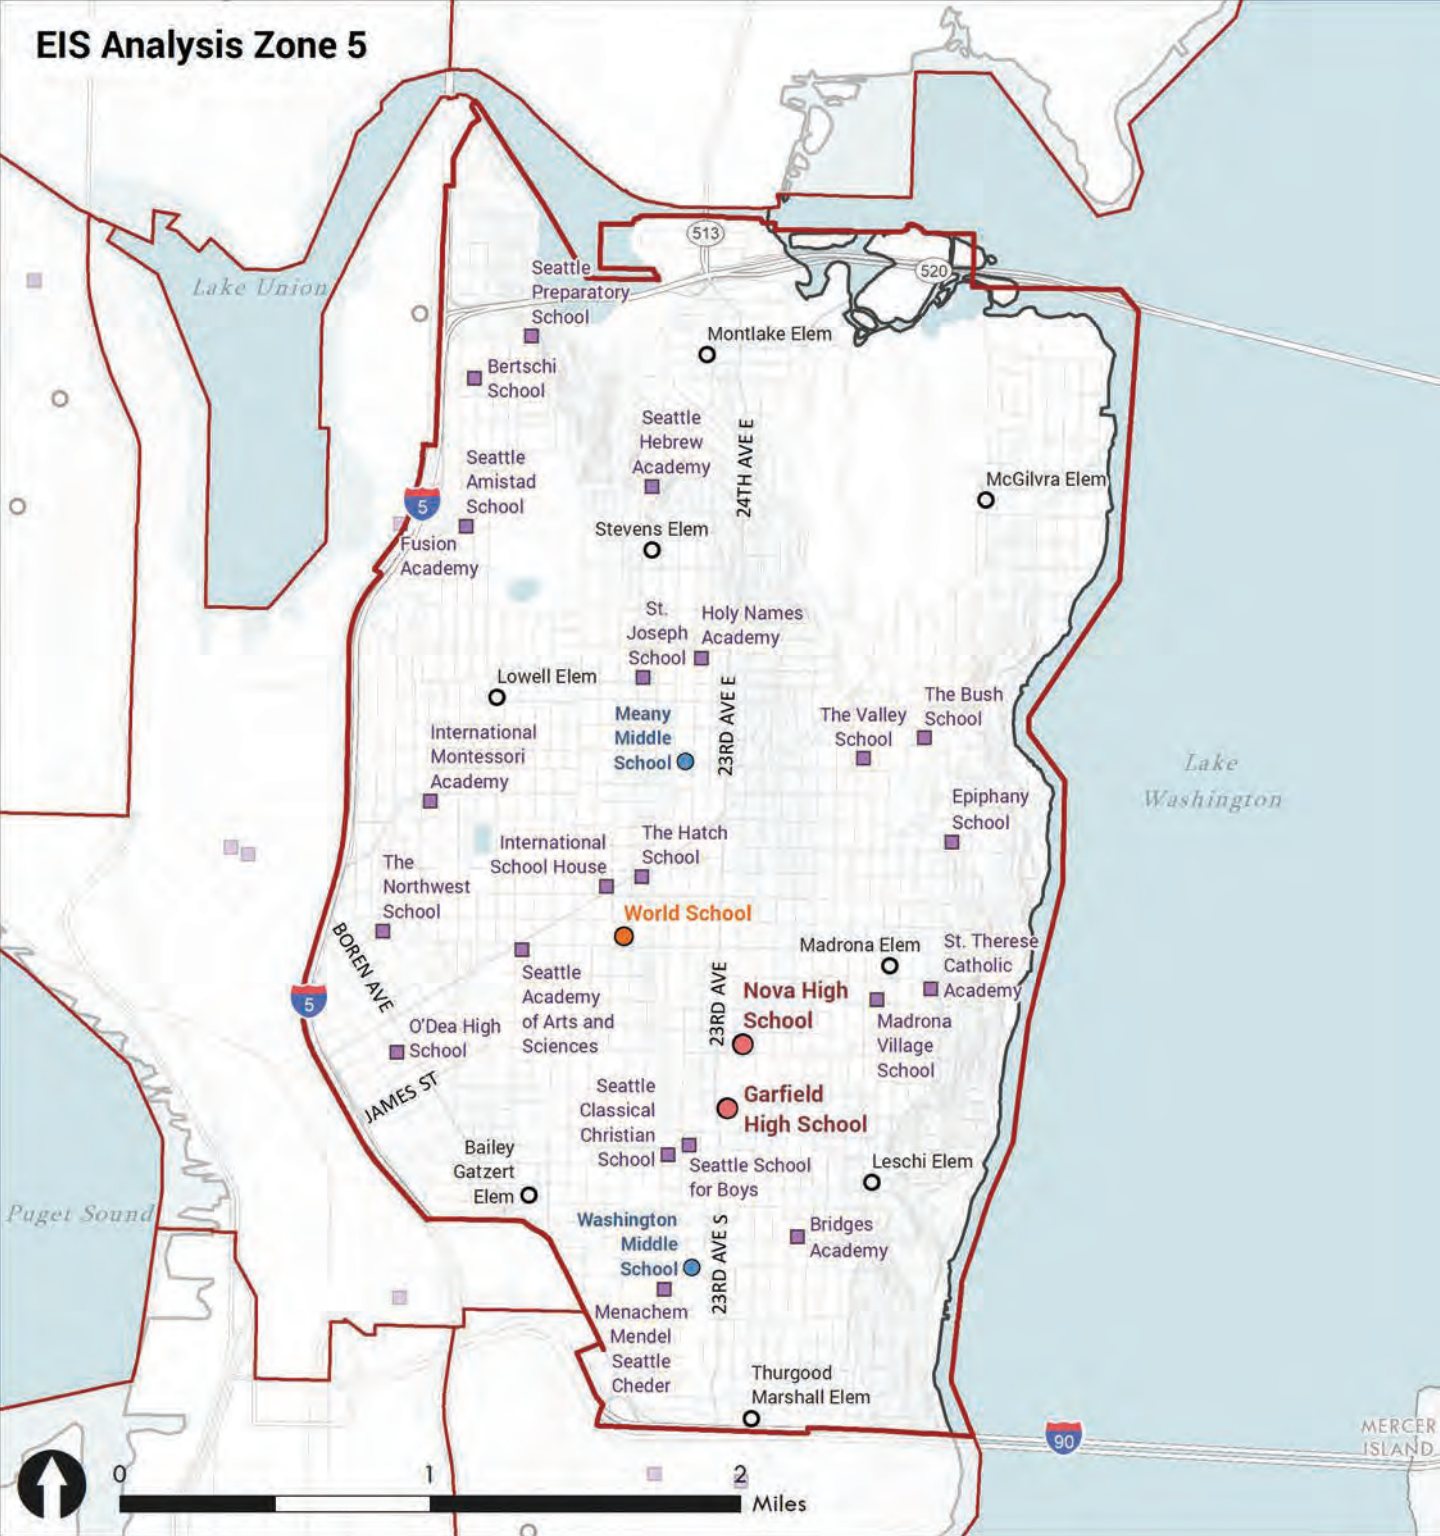 EIS Analysis Zone 5
513
520
Lake Union
Seattle
Preparatory
School
Montlake Elem
Bertschi
School
Seattle
Hebrew
Academy
24TH AVE E
Seattle
Amistad
School
McGilvra Elem
5
Stevens Elem
Fusion
Academy
St.
Joseph
School
Holy Names
Academy
Lowell Elem
23RD AVE E
The Bush
School
The Valley
School
Meany
Middle
School
International
Montessori
Academy
Lake
Washington
Epiphany
School
The Hatch
School
International
School House
The
Northwest
School
World School
BOREN AVE
Madrona Elem
St. Therese
Catholic
Academy
Seattle
Academy
of Arts and
Sciences
23RD AVE
Nova High
School
5
O'Dea High
School
Madrona
Village
School
JAMES ST
Seattle
Classical
Christian
School
Garfield
High School
Bailey
Gatzert
Elem
Seattle School
for Boys
Leschi Elem
Puget Sound
Washington
Middle
School
23RD AVE S
Bridges
Academy
Menachem
Mendel
Seattle
Cheder
Thurgood
Marshall Elem
90
MERCER
ISLAND
0
1
2
Miles